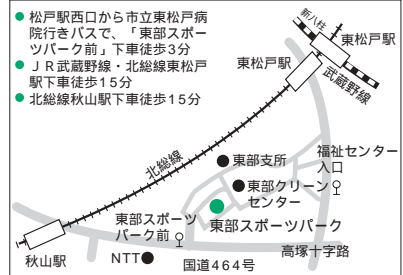 ● 松戸駅西口から市立東松戸病
院行きバスで、「東部スポー
ツパーク前」下車徒歩3分
● ＪＲ武蔵野線・北総線東松戸
駅下車徒歩15分
● 北総線秋山駅下車徒歩15分
新八柱
東松戸駅
東松戸駅
武蔵野線
北総線
福祉センター
入口
東部支所
東部クリーン
センター
東部スポーツ
パーク前
東部スポーツパーク
高塚十字路
秋山駅
NTT
国道464号